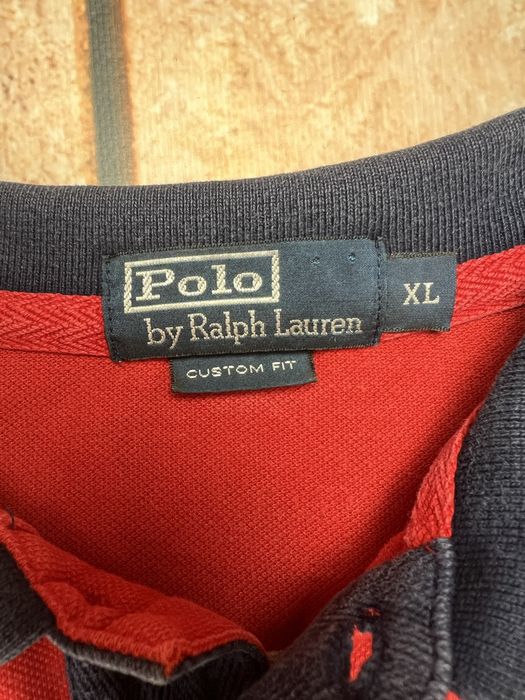 Polo
by Ralph Lauren
XL
CUSTOM FIT